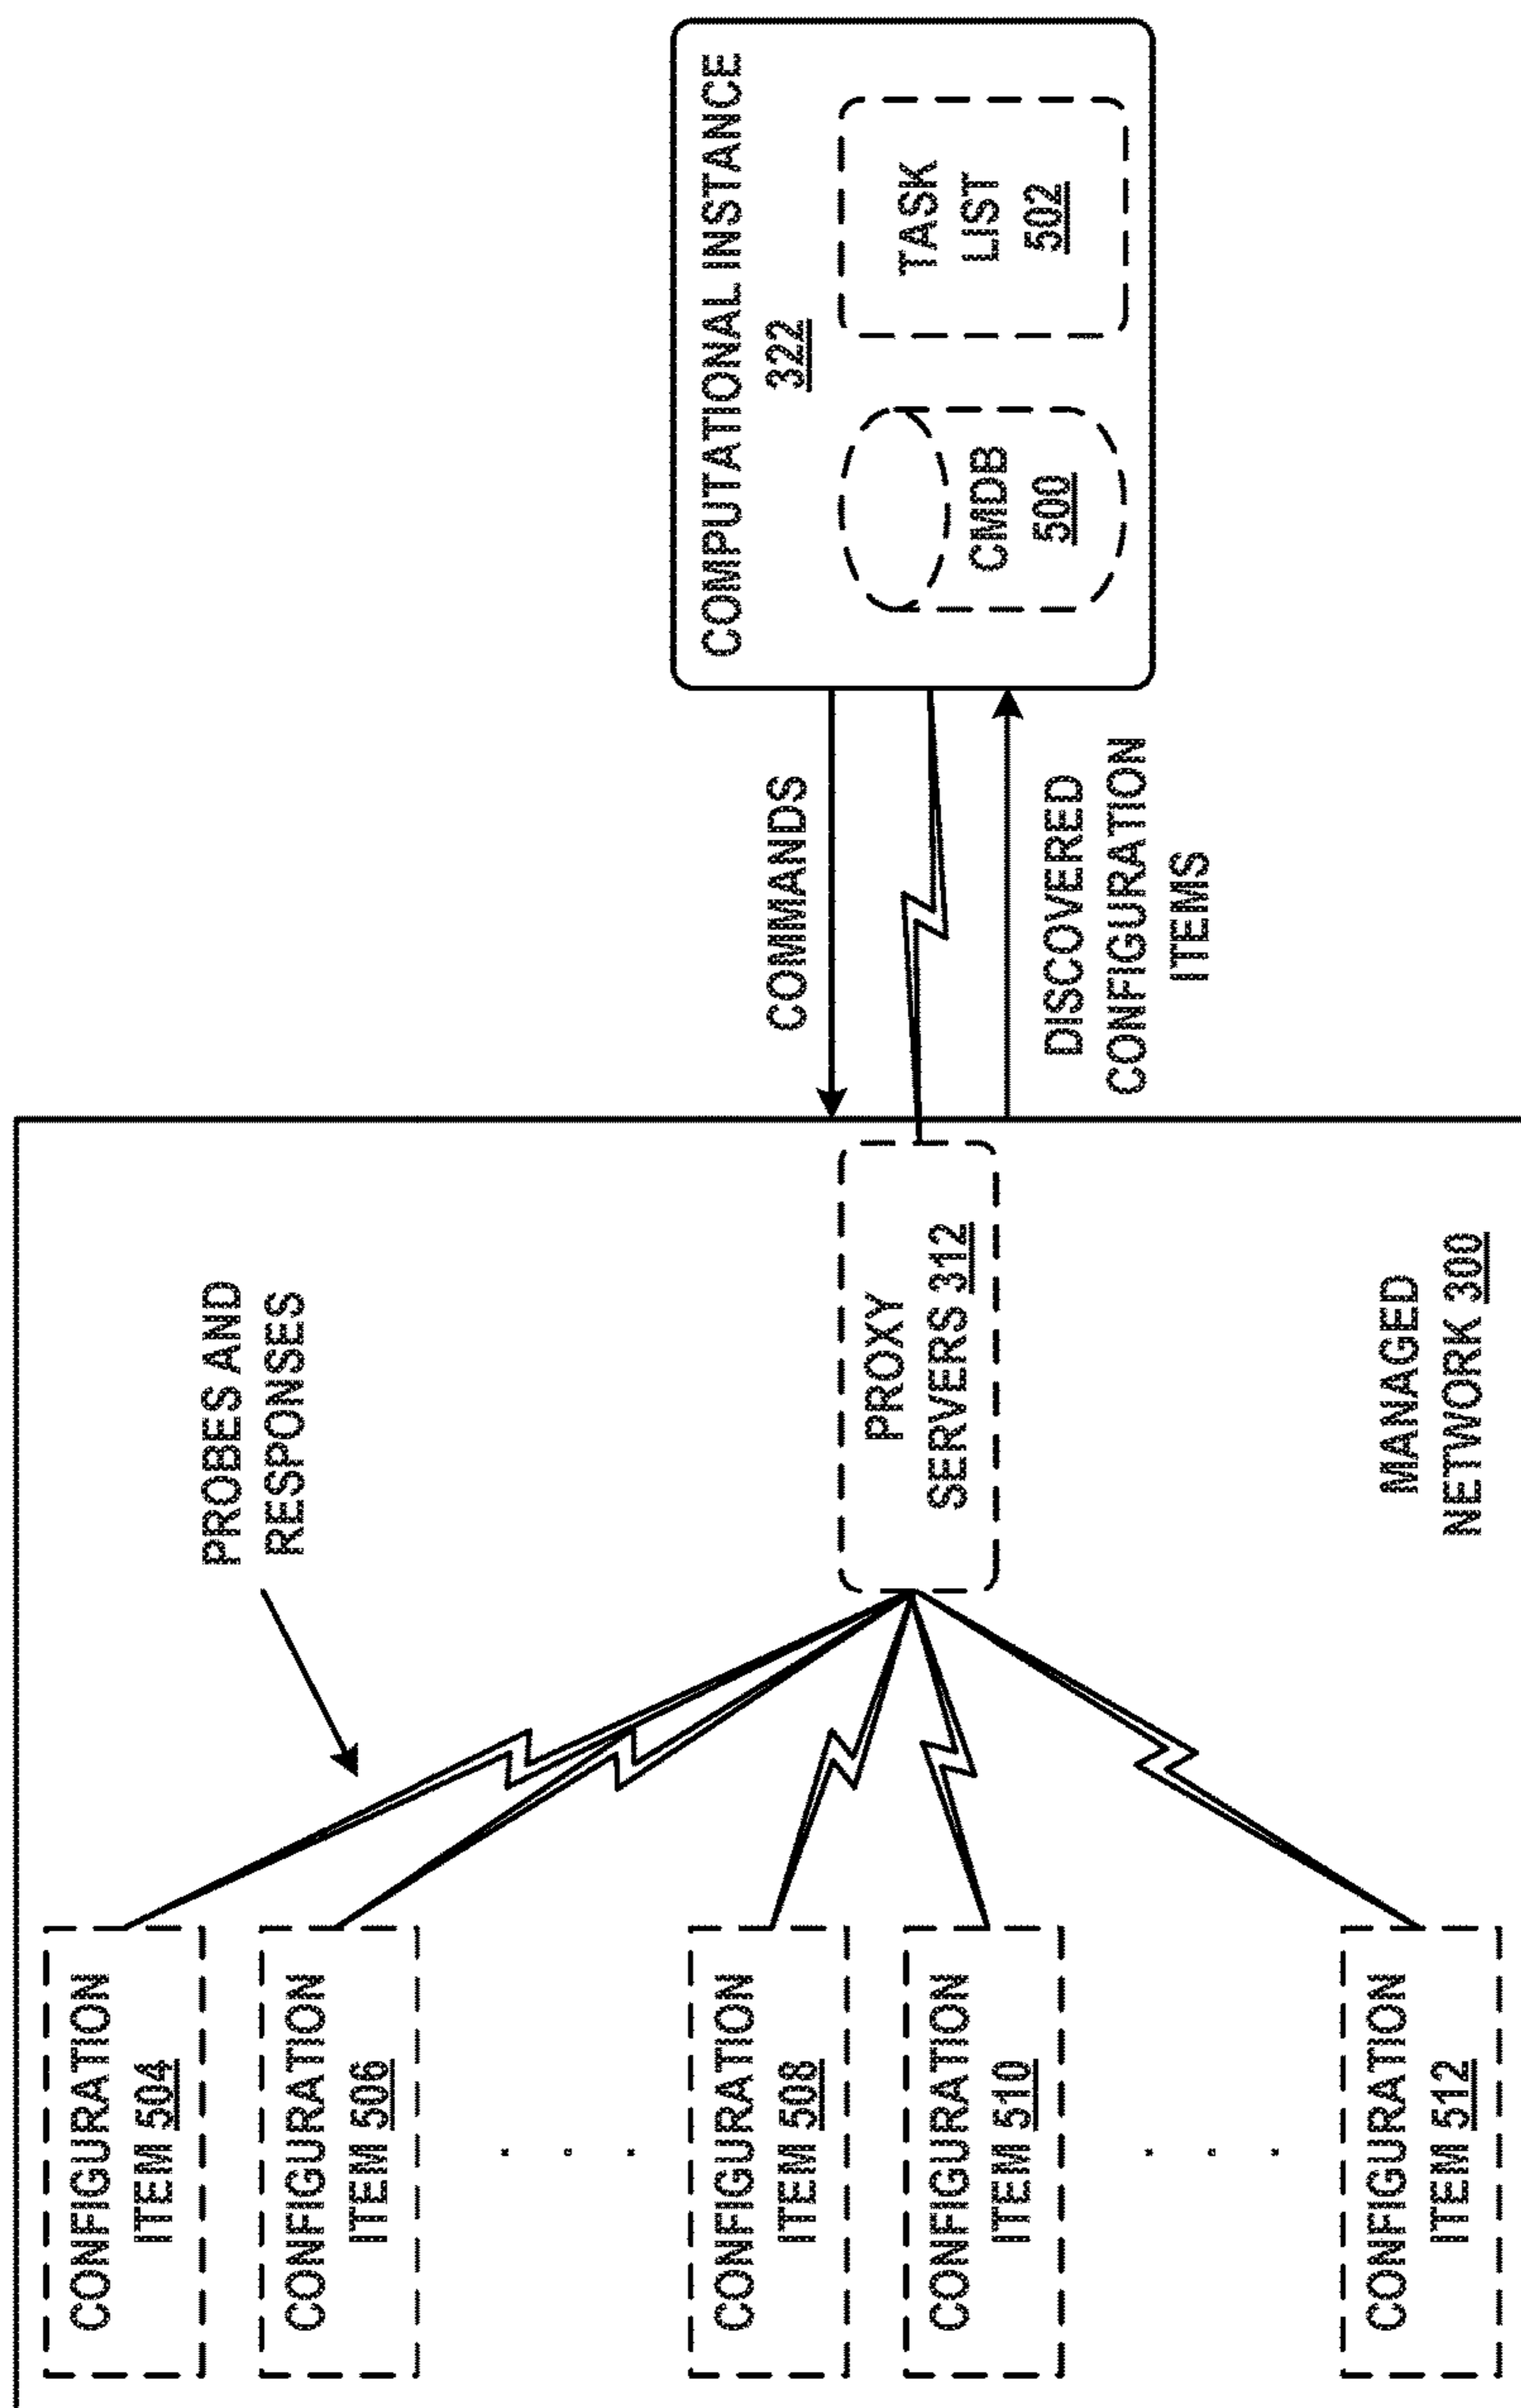 COMPUTATIONAL INSTANCE
322
CMDB
500
TASK
LIST
502
COMMANDS
DISCOVERED
CONFIGURATION
ITEMS
PROBES AND
RESPONSES
PROXY
SERVERS 312
MANAGED
NETWORK 300
CONFIGURATION
ITEM 504
CONFIGURATION
ITEM 506
CONFIGURATION
ITEM 508
CONFIGURATION
ITEM 510
CONFIGURATION
ITEM 512